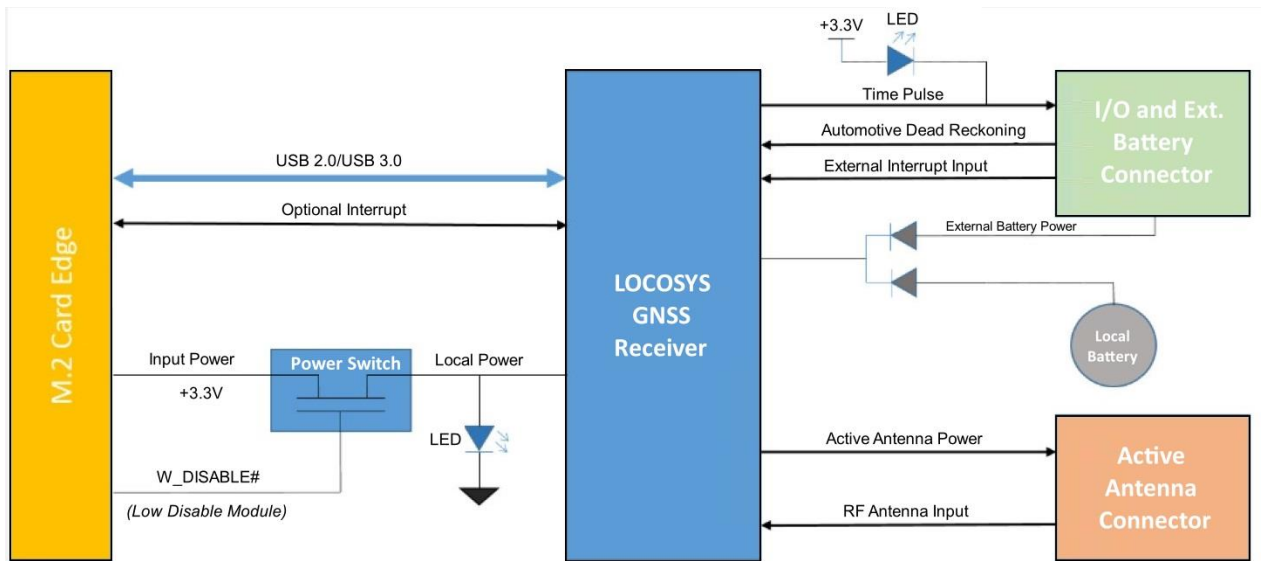 +3.3V
LED
Time Pulse
Automotive Dead Reckoning
External Interrupt Input
I/O and Ext.
Battery
Connector
USB 2.0/USB 3.0
Optional Interrupt
M.2 Card Edge
LOCOSYS
GNSS
Receiver
External Battery Power
Local
Battery
Input Power
+3.3V
Power Switch
Local Power
LED
W_DISABLE#
(Low Disable Module)
Active Antenna Power
RF Antenna Input
Active
Antenna
Connector